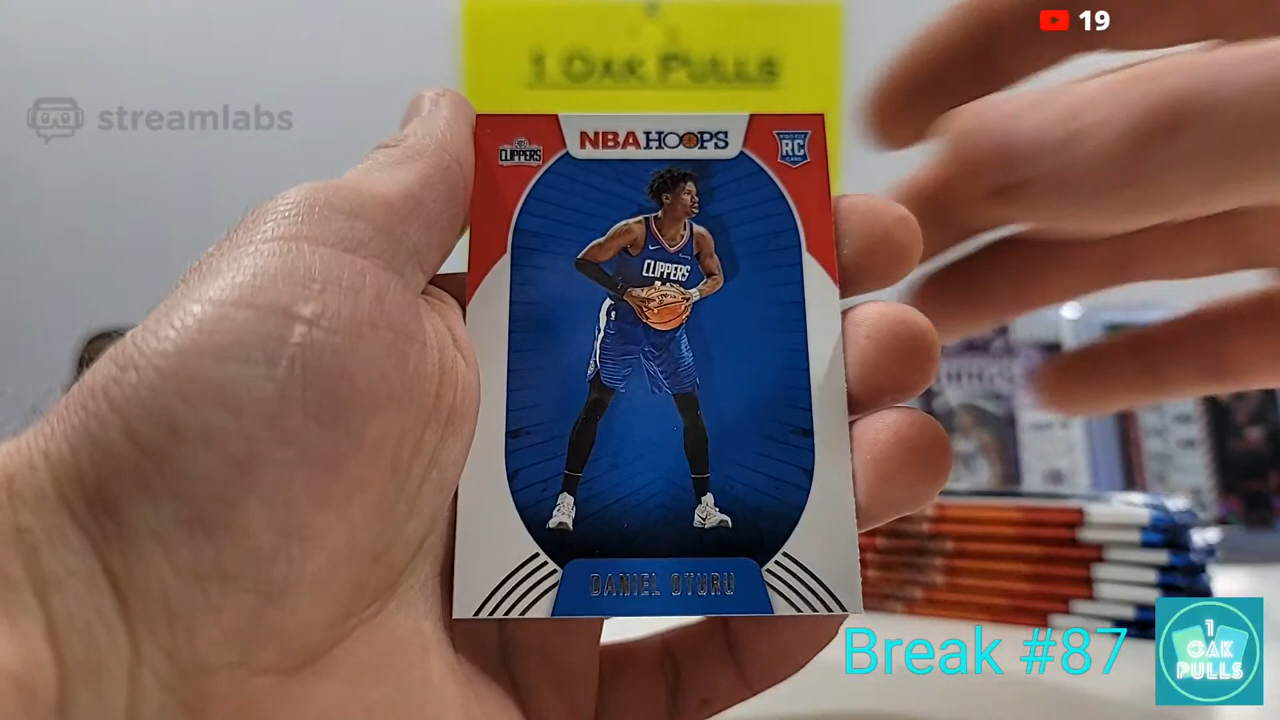 19
1 OAK PULLS
streamlabs
NBA HOOPS
CLIPPERS
RC
CLIPPERS
DANIEL OTURU
Break #87
1
OAK
PULLS